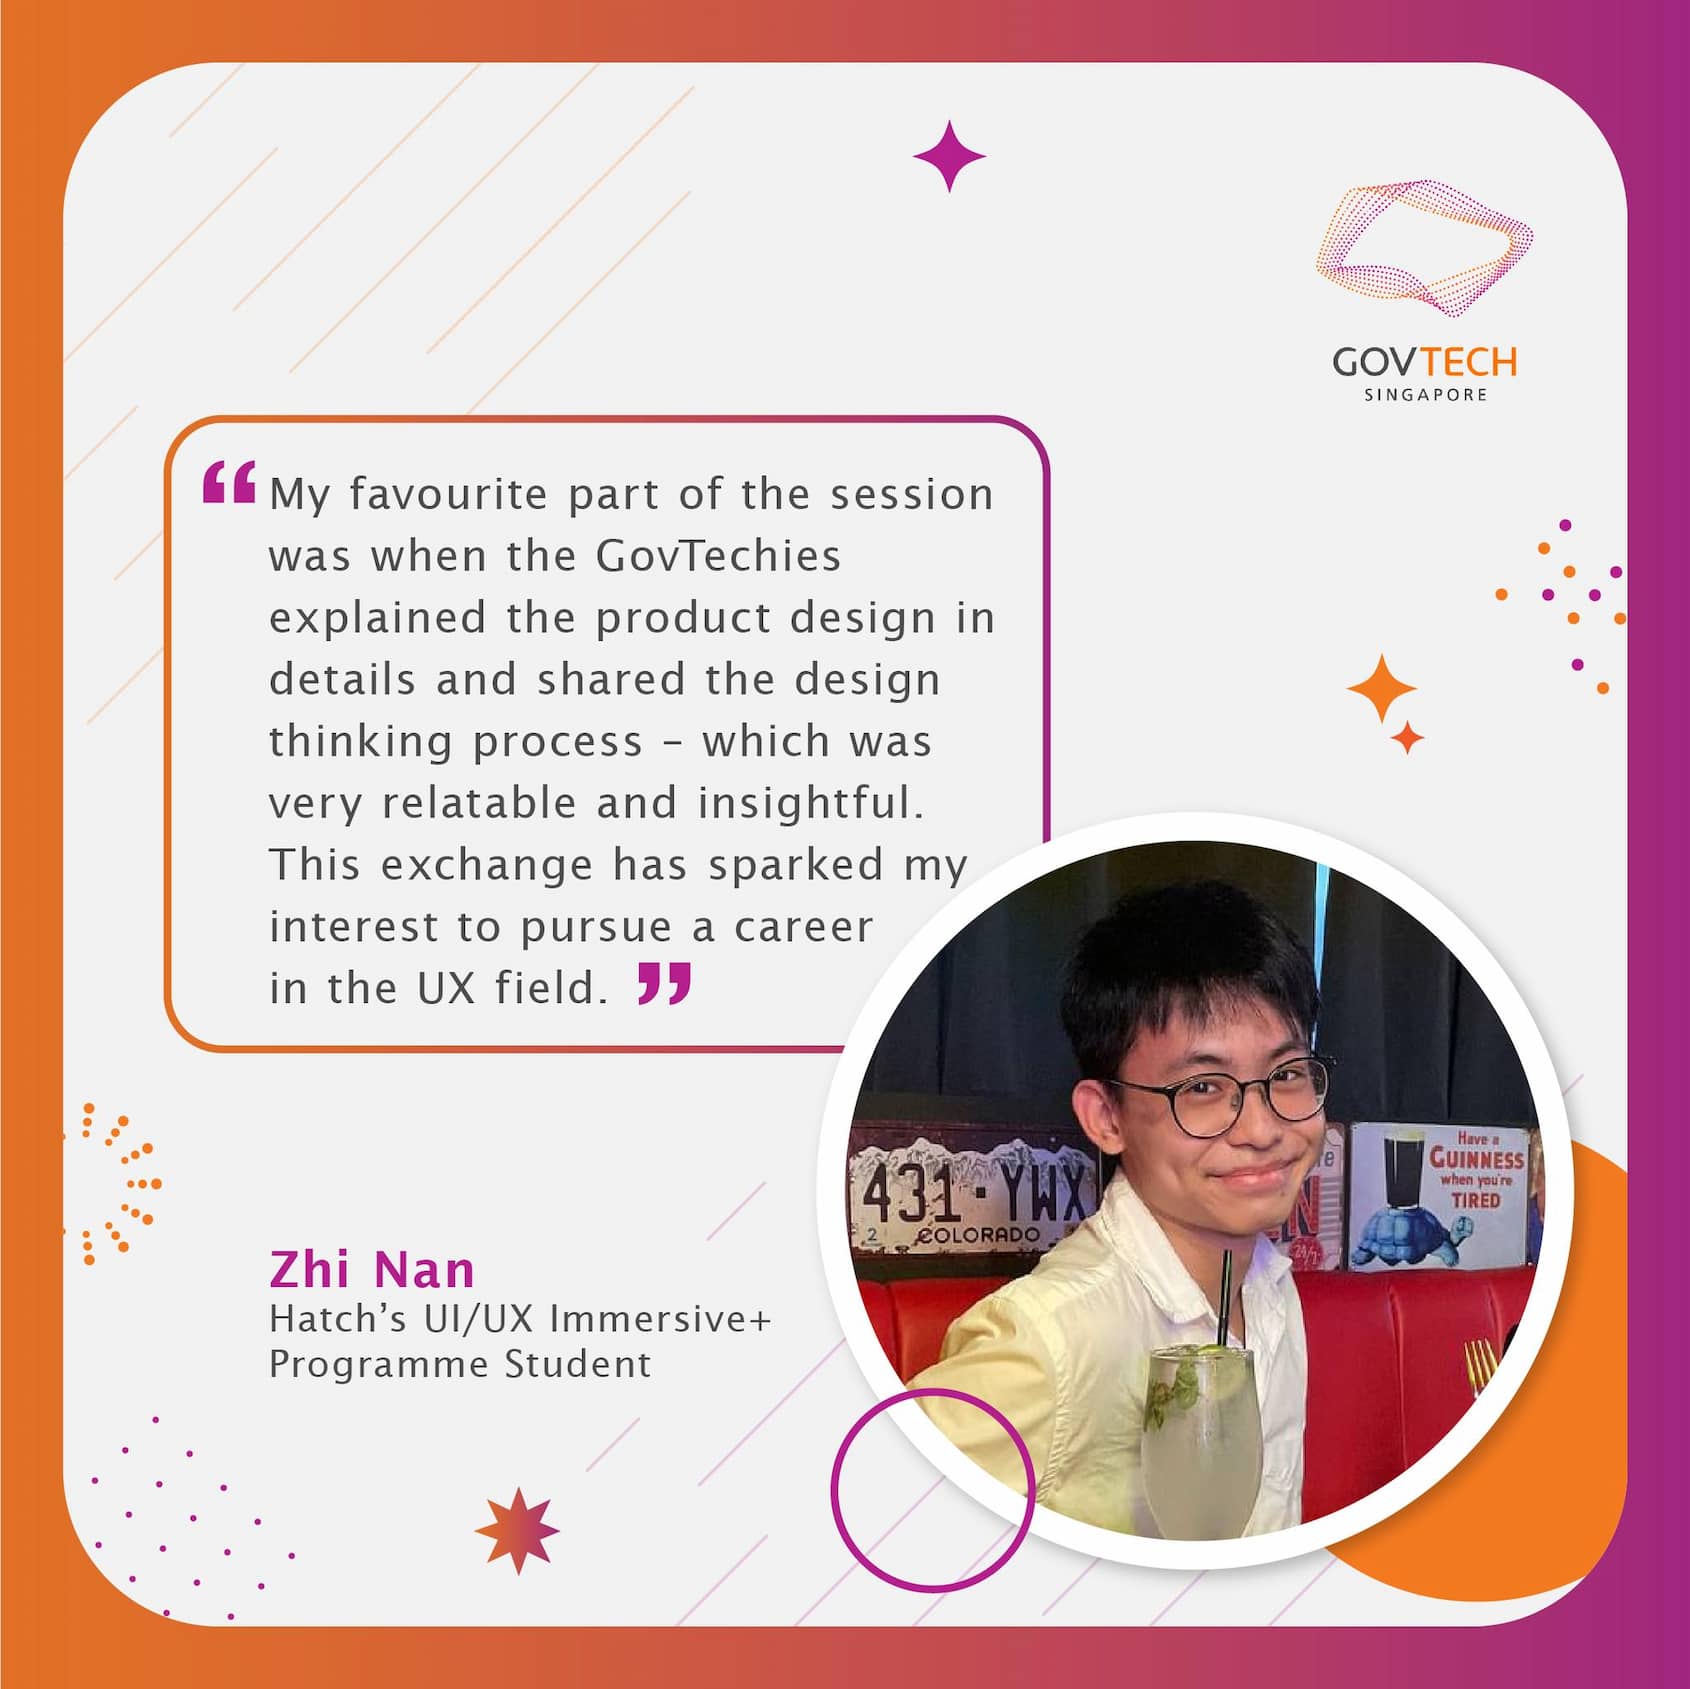 GOVTECH
SINGAPORE
“ My favourite part of the session
was when the GovTechies
explained the product design in
details and shared the design
thinking process – which was
very relatable and insightful.
This exchange has sparked my
interest to pursue a career
in the UX field. ”
Zhi Nan
Hatch’s UI/UX Immersive+
Programme Student
431·YWX
2 COLORADO
24/7
Have a
GUINNESS
when you're
TIRED